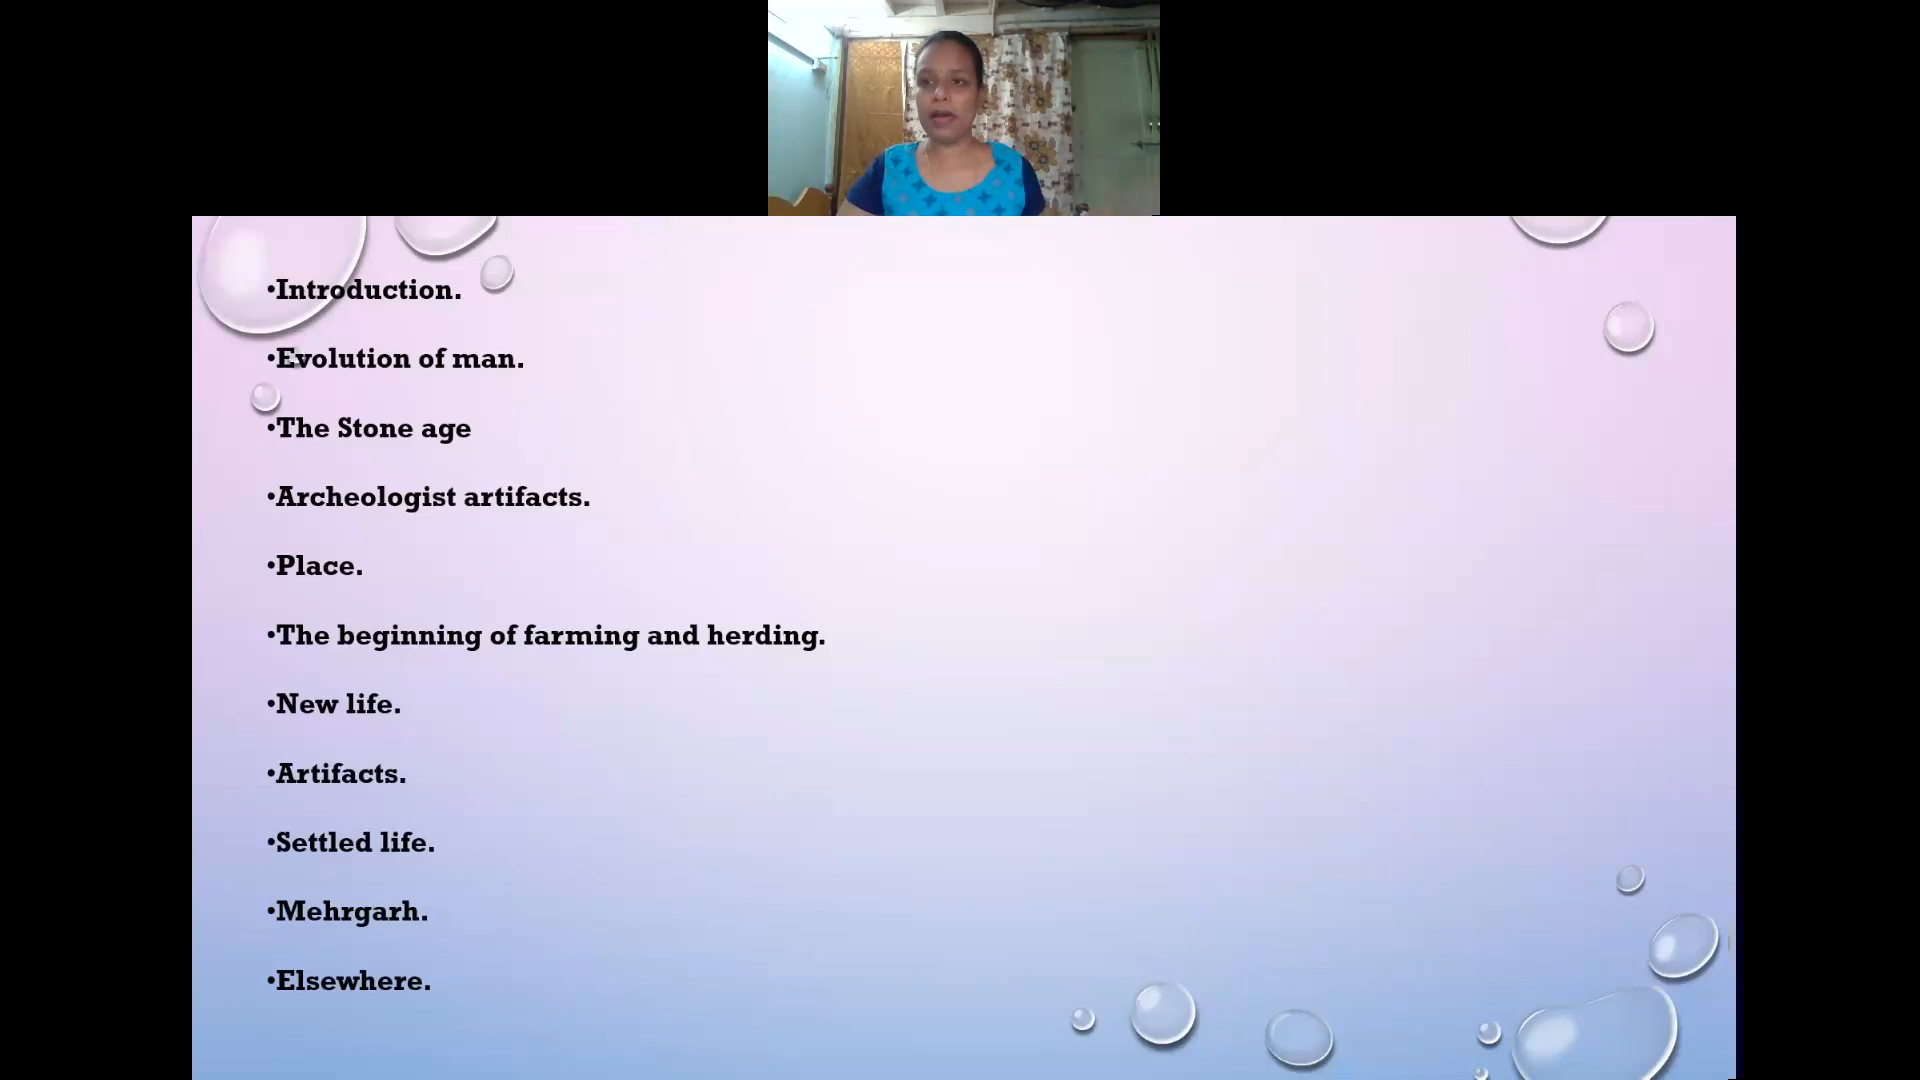 •Introduction.
•Evolution of man.
•The Stone age
•Archeologist artifacts.
•Place.
•The beginning of farming and herding.
•New life.
•Artifacts.
•Settled life.
•Mehrgarh.
•Elsewhere.